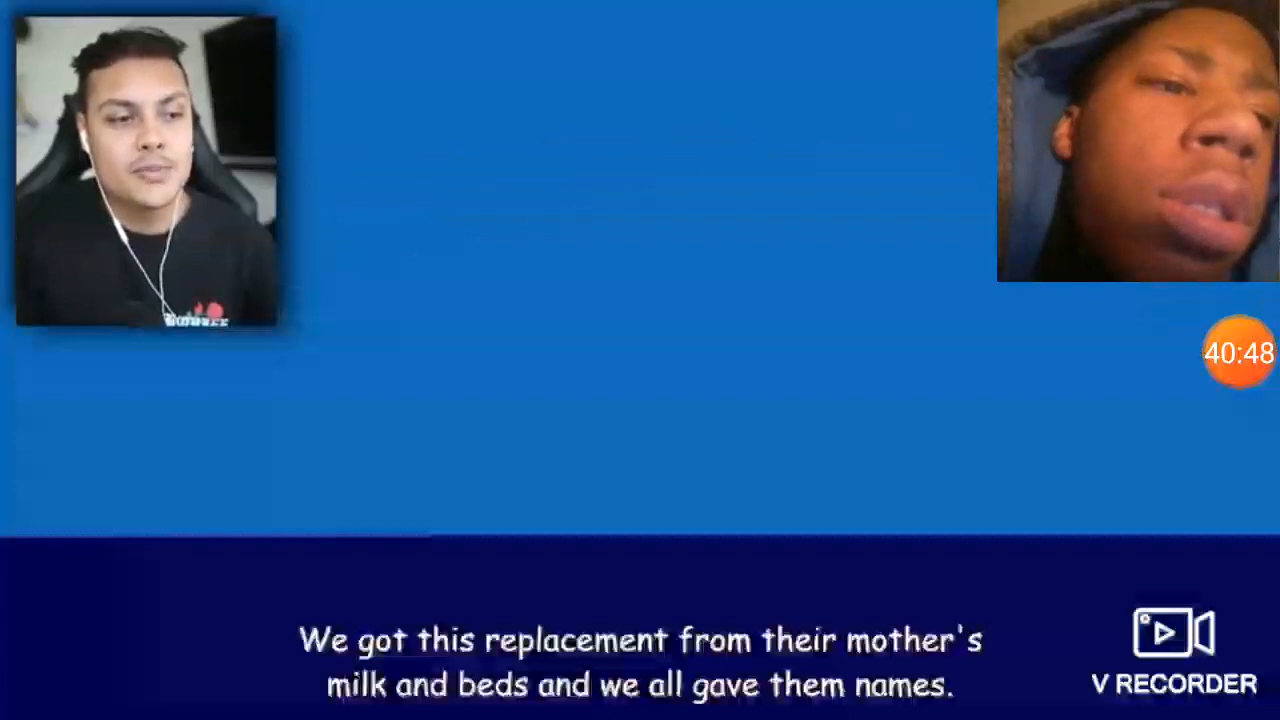 40:48
We got this replacement from their mother's
milk and beds and we all gave them names.
V RECORDER